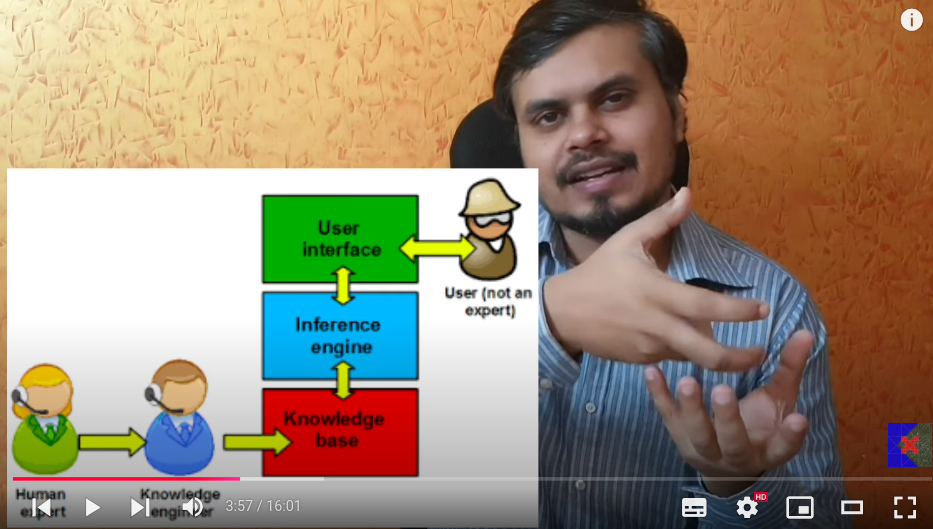 User
interface
User (not an
expert)
Inference
engine
Knowledge
base
Human
expert
Knowledge
engineer
3:57 / 16:01
HD